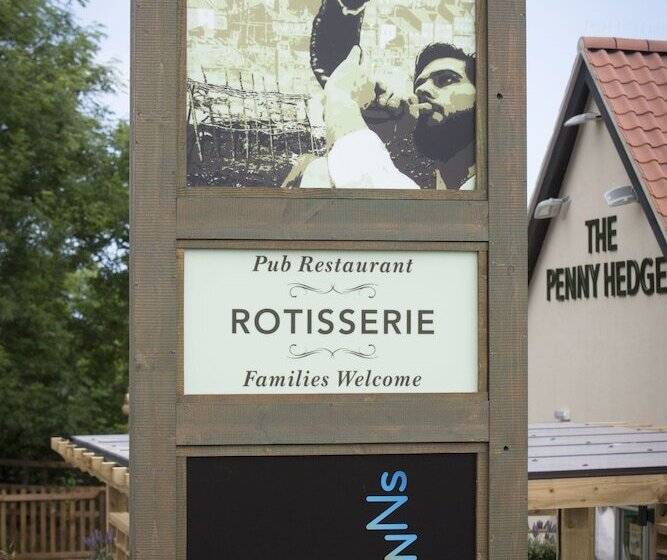 Pub Restaurant
ROTISSERIE
Families Welcome
THE
PENNY HEDGE